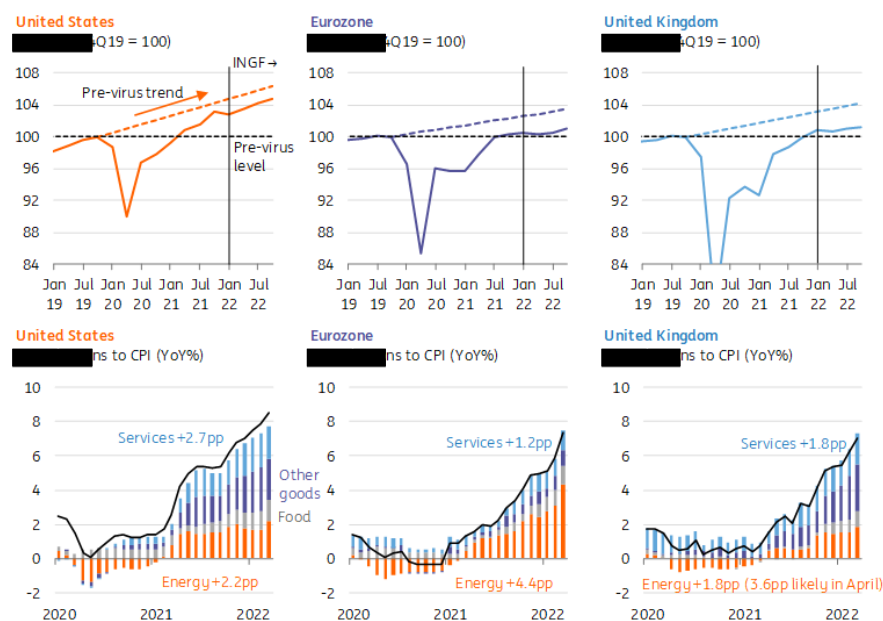 United States
Eurozone
United Kingdom
4Q19 = 100)
4Q19 = 100)
4Q19 = 100)
108
104
100
96
92
88
84
INGF→
Pre-virus trend
Pre-virus
level
Jan Jul Jan Jul Jan Jul Jan Jul
19 19 20 20 21 21 22 22
108
104
100
96
92
88
84
Jan Jul Jan Jul Jan Jul Jan Jul
19 19 20 20 21 21 22 22
108
104
100
96
92
88
84
Jan Jul Jan Jul Jan Jul Jan Jul
19 19 20 20 21 21 22 22
United States
Eurozone
United Kingdom
ns to CPI (YoY%)
ns to CPI (YoY%)
ns to CPI (YoY%)
10
8
6
4
2
0
-2
Services +2.7pp
Other
goods
Food
Energy +2.2pp
2020 2021 2022
10
8
6
4
2
0
-2
Services +1.2pp
Energy +4.4pp
2020 2021 2022
10
8
6
4
2
0
-2
Services +1.8pp
Energy +1.8pp (3.6pp likely in April)
2020 2021 2022